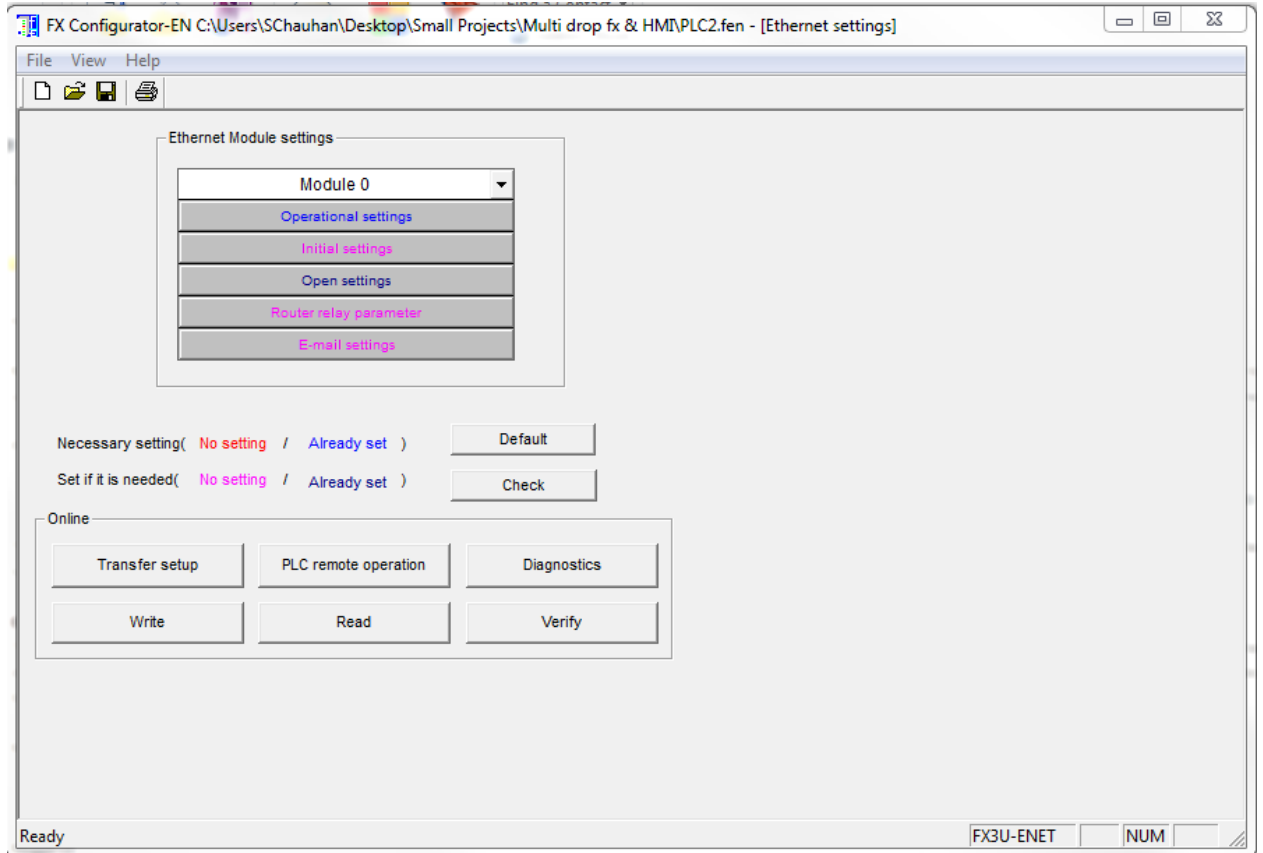 FX Configurator-EN C:\Users\SChauhan\Desktop\Small Projects\Multi drop fx & HMI\PLC2.fen - [Ethernet settings]
File View Help
Ethernet Module settings
Module 0
Operational settings
Initial settings
Open settings
Router relay parameter
E-mail settings
Necessary setting( No setting / Already set )
Default
Set if it is needed( No setting / Already set )
Check
Online
Transfer setup PLC remote operation Diagnostics
Write Read Verify
Ready FX3U-ENET NUM